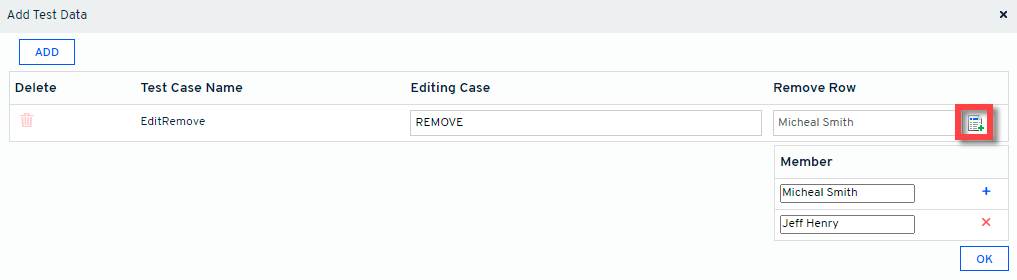 Add Test Data
ADD
Delete Test Case Name Editing Case Remove Row
EditRemove REMOVE Micheal Smith
Member
Micheal Smith
Jeff Henry
OK